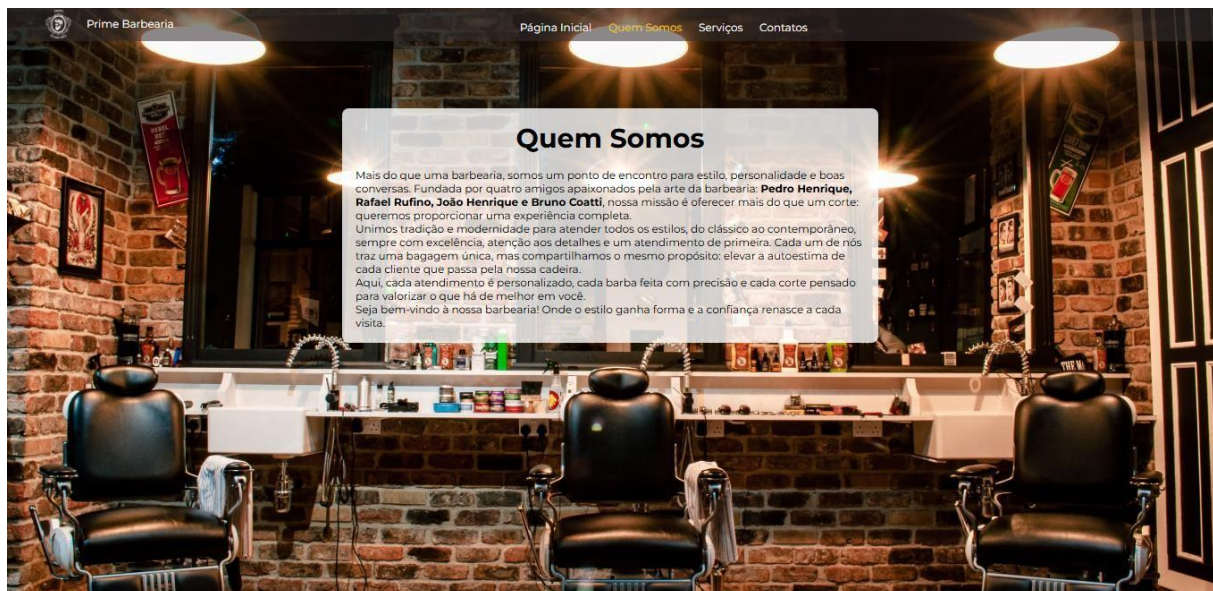 Prime Barbearia
Página Inicial Quem Somos Serviços Contatos
Quem Somos
Mais do que uma barbearia, somos um ponto de encontro para estilo, personalidade e boas
conversas. Fundada por quatro amigos apaixonados pela arte da barbearia: Pedro Henrique,
Rafael Rufino, João Henrique e Bruno Coatti, nossa missão é oferecer mais do que um corte:
queremos proporcionar uma experiência completa.
Unimos tradição e modernidade para atender todos os estilos, do clássico ao contemporâneo,
sempre com excelência, atenção aos detalhes e um atendimento de primeira. Cada um de nós
traz uma bagagem única, mas compartilhamos o mesmo propósito: elevar a autoestima de
cada cliente que passa pela nossa cadeira.
Aqui, cada atendimento é personalizado, cada barba feita com precisão e cada corte pensado
para valorizar o que há de melhor em você.
Seja bem-vindo à nossa barbearia! Onde o estilo ganha forma e a confiança renasce a cada
visita.
REBEL
RED